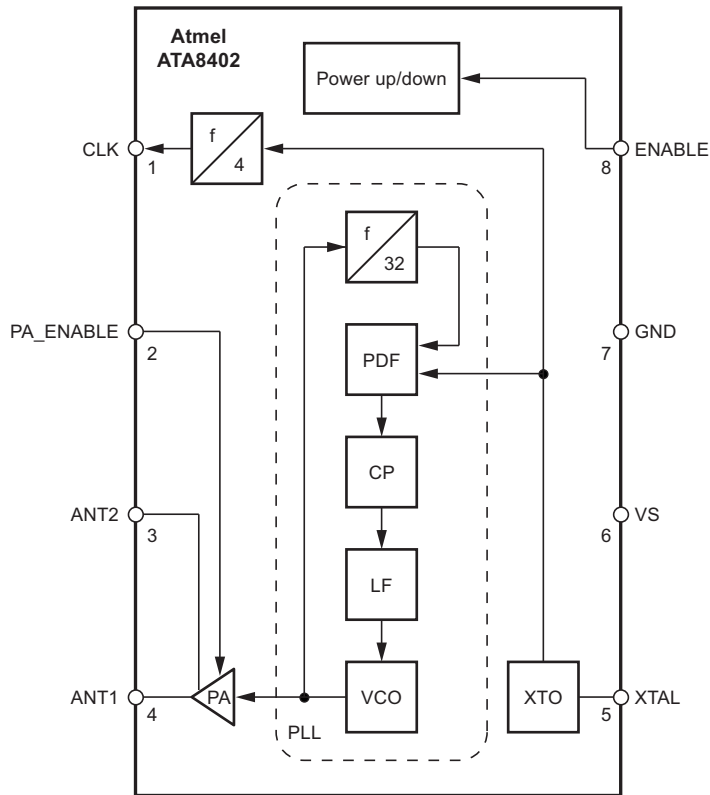 Atmel
ATA8402
Power up/down
CLK
1
f
4
8
ENABLE
f
32
PA_ENABLE
2
PDF
7
GND
CP
ANT2
3
6
VS
LF
ANT1
4
PA
VCO
XTO
5
XTAL
PLL